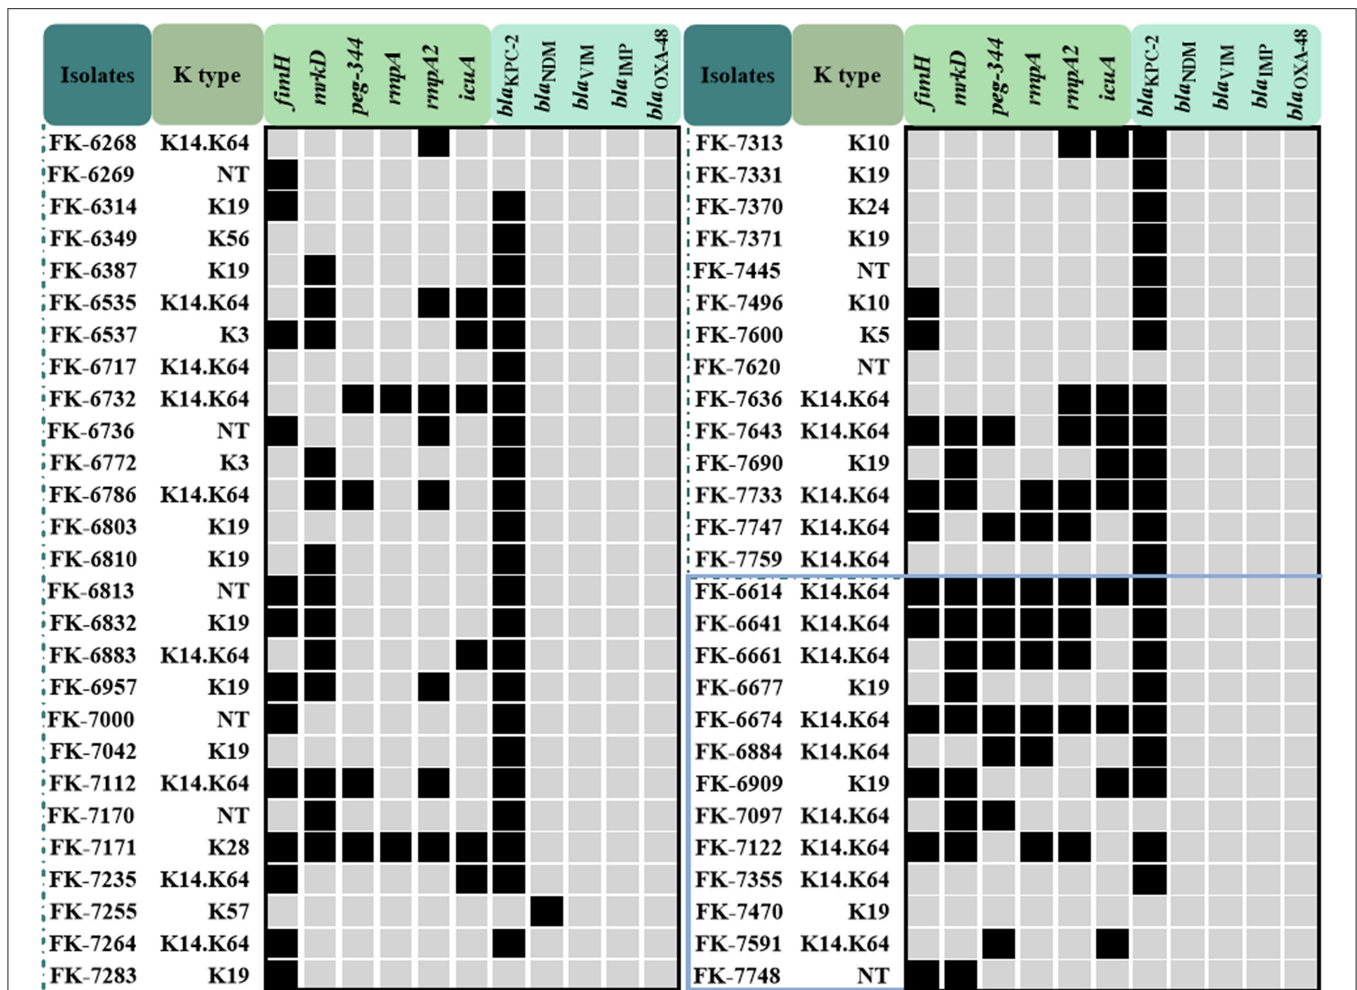 Isolates K type fimH mrkD peg-344 rmpA rmpA2 icuA blaKPC-2 blaNDM blaVIM blaIMP blaOXA-48
FK-6268 K14.K64
FK-6269 NT
FK-6314 K19
FK-6349 K56
FK-6387 K19
FK-6535 K14.K64
FK-6537 K3
FK-6717 K14.K64
FK-6732 K14.K64
FK-6736 NT
FK-6772 K3
FK-6786 K14.K64
FK-6803 K19
FK-6810 K19
FK-6813 NT
FK-6832 K19
FK-6883 K14.K64
FK-6957 K19
FK-7000 NT
FK-7042 K19
FK-7112 K14.K64
FK-7170 NT
FK-7171 K28
FK-7235 K14.K64
FK-7255 K57
FK-7264 K14.K64
FK-7283 K19
Isolates K type fimH mrkD peg-344 rmpA rmpA2 icuA blaKPC-2 blaNDM blaVIM blaIMP blaOXA-48
FK-7313 K10
FK-7331 K19
FK-7370 K24
FK-7371 K19
FK-7445 NT
FK-7496 K10
FK-7600 K5
FK-7620 NT
FK-7636 K14.K64
FK-7643 K14.K64
FK-7690 K19
FK-7733 K14.K64
FK-7747 K14.K64
FK-7759 K14.K64
FK-6614 K14.K64
FK-6641 K14.K64
FK-6661 K14.K64
FK-6677 K19
FK-6674 K14.K64
FK-6884 K14.K64
FK-6909 K19
FK-7097 K14.K64
FK-7122 K14.K64
FK-7355 K14.K64
FK-7470 K19
FK-7591 K14.K64
FK-7748 NT